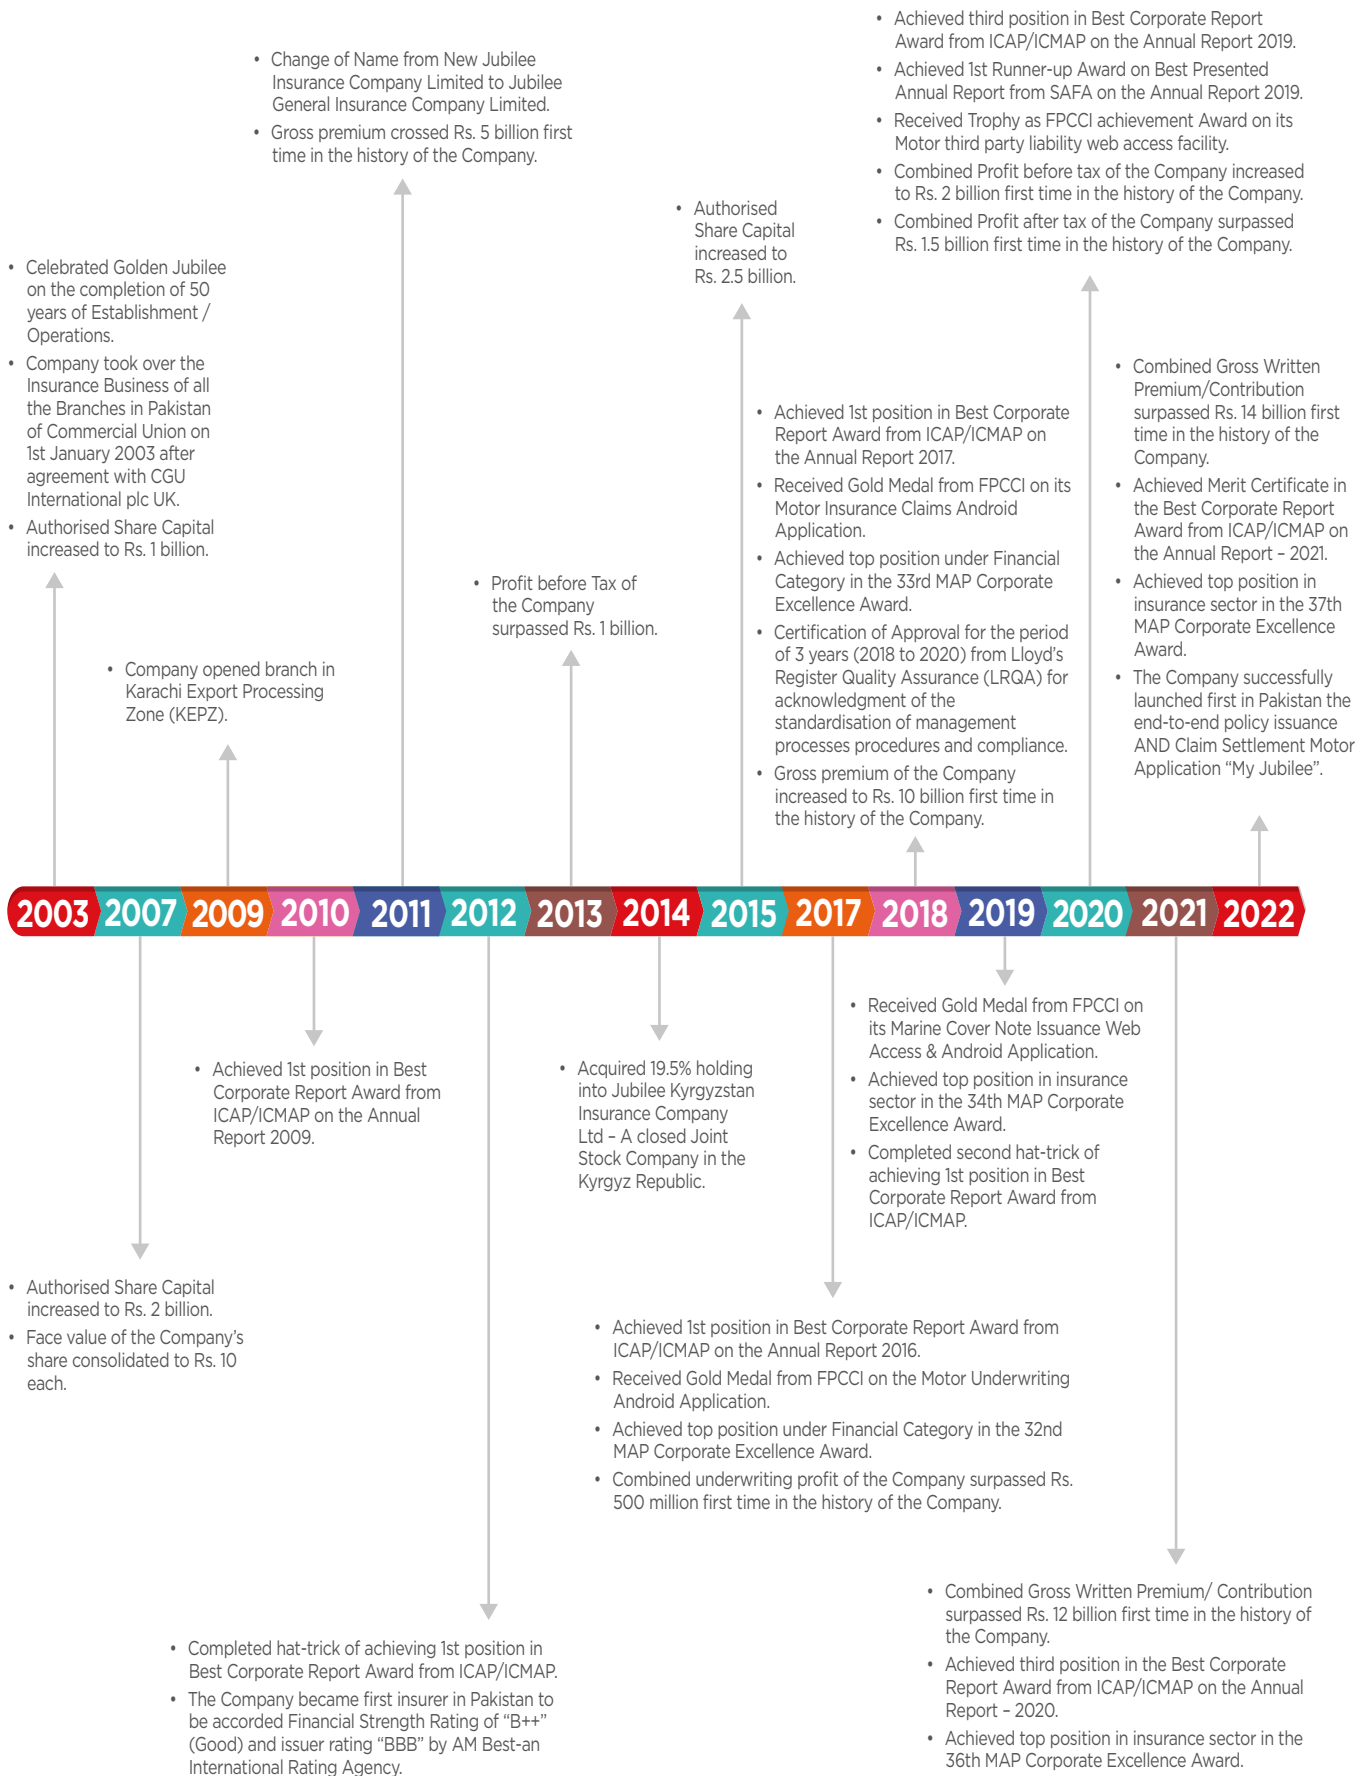 • Achieved third position in Best Corporate Report
Award from ICAP/ICMAP on the Annual Report 2019.
• Achieved 1st Runner-up Award on Best Presented
Annual Report from SAFA on the Annual Report 2019.
• Received Trophy as FPCCI achievement Award on its
Motor third party liability web access facility.
• Combined Profit before tax of the Company increased
to Rs. 2 billion first time in the history of the Company.
• Combined Profit after tax of the Company surpassed
Rs. 1.5 billion first time in the history of the Company.
• Change of Name from New Jubilee
Insurance Company Limited to Jubilee
General Insurance Company Limited.
• Gross premium crossed Rs. 5 billion first
time in the history of the Company.
• Authorised
Share Capital
increased to
Rs. 2.5 billion.
• Celebrated Golden Jubilee
on the completion of 50
years of Establishment /
Operations.
• Company took over the
Insurance Business of all
the Branches in Pakistan
of Commercial Union on
1st January 2003 after
agreement with CGU
International plc UK.
• Authorised Share Capital
increased to Rs. 1 billion.
• Combined Gross Written
Premium/Contribution
surpassed Rs. 14 billion first
time in the history of the
Company.
• Achieved Merit Certificate in
the Best Corporate Report
Award from ICAP/ICMAP on
the Annual Report – 2021.
• Achieved top position in
insurance sector in the 37th
MAP Corporate Excellence
Award.
• The Company successfully
launched first in Pakistan the
end-to-end policy issuance
AND Claim Settlement Motor
Application “My Jubilee”.
• Achieved 1st position in Best Corporate
Report Award from ICAP/ICMAP on
the Annual Report 2017.
• Received Gold Medal from FPCCI on its
Motor Insurance Claims Android
Application.
• Achieved top position under Financial
Category in the 33rd MAP Corporate
Excellence Award.
• Certification of Approval for the period
of 3 years (2018 to 2020) from Lloyd’s
Register Quality Assurance (LRQA) for
acknowledgment of the
standardisation of management
processes procedures and compliance.
• Gross premium of the Company
increased to Rs. 10 billion first time in
the history of the Company.
• Profit before Tax of
the Company
surpassed Rs. 1 billion.
• Company opened branch in
Karachi Export Processing
Zone (KEPZ).
2003 2007 2009 2010 2011 2012 2013 2014 2015 2017 2018 2019 2020 2021 2022
• Received Gold Medal from FPCCI on
its Marine Cover Note Issuance Web
Access & Android Application.
• Achieved top position in insurance
sector in the 34th MAP Corporate
Excellence Award.
• Completed second hat-trick of
achieving 1st position in Best
Corporate Report Award from
ICAP/ICMAP.
• Achieved 1st position in Best
Corporate Report Award from
ICAP/ICMAP on the Annual
Report 2009.
• Acquired 19.5% holding
into Jubilee Kyrgyzstan
Insurance Company
Ltd – A closed Joint
Stock Company in the
Kyrgyz Republic.
• Authorised Share Capital
increased to Rs. 2 billion.
• Face value of the Company’s
share consolidated to Rs. 10
each.
• Achieved 1st position in Best Corporate Report Award from
ICAP/ICMAP on the Annual Report 2016.
• Received Gold Medal from FPCCI on the Motor Underwriting
Android Application.
• Achieved top position under Financial Category in the 32nd
MAP Corporate Excellence Award.
• Combined underwriting profit of the Company surpassed Rs.
500 million first time in the history of the Company.
• Combined Gross Written Premium/ Contribution
surpassed Rs. 12 billion first time in the history of
the Company.
• Achieved third position in the Best Corporate
Report Award from ICAP/ICMAP on the Annual
Report – 2020.
• Achieved top position in insurance sector in the
36th MAP Corporate Excellence Award.
• Completed hat-trick of achieving 1st position in
Best Corporate Report Award from ICAP/ICMAP.
• The Company became first insurer in Pakistan to
be accorded Financial Strength Rating of “B++”
(Good) and issuer rating “BBB” by AM Best-an
International Rating Agency.